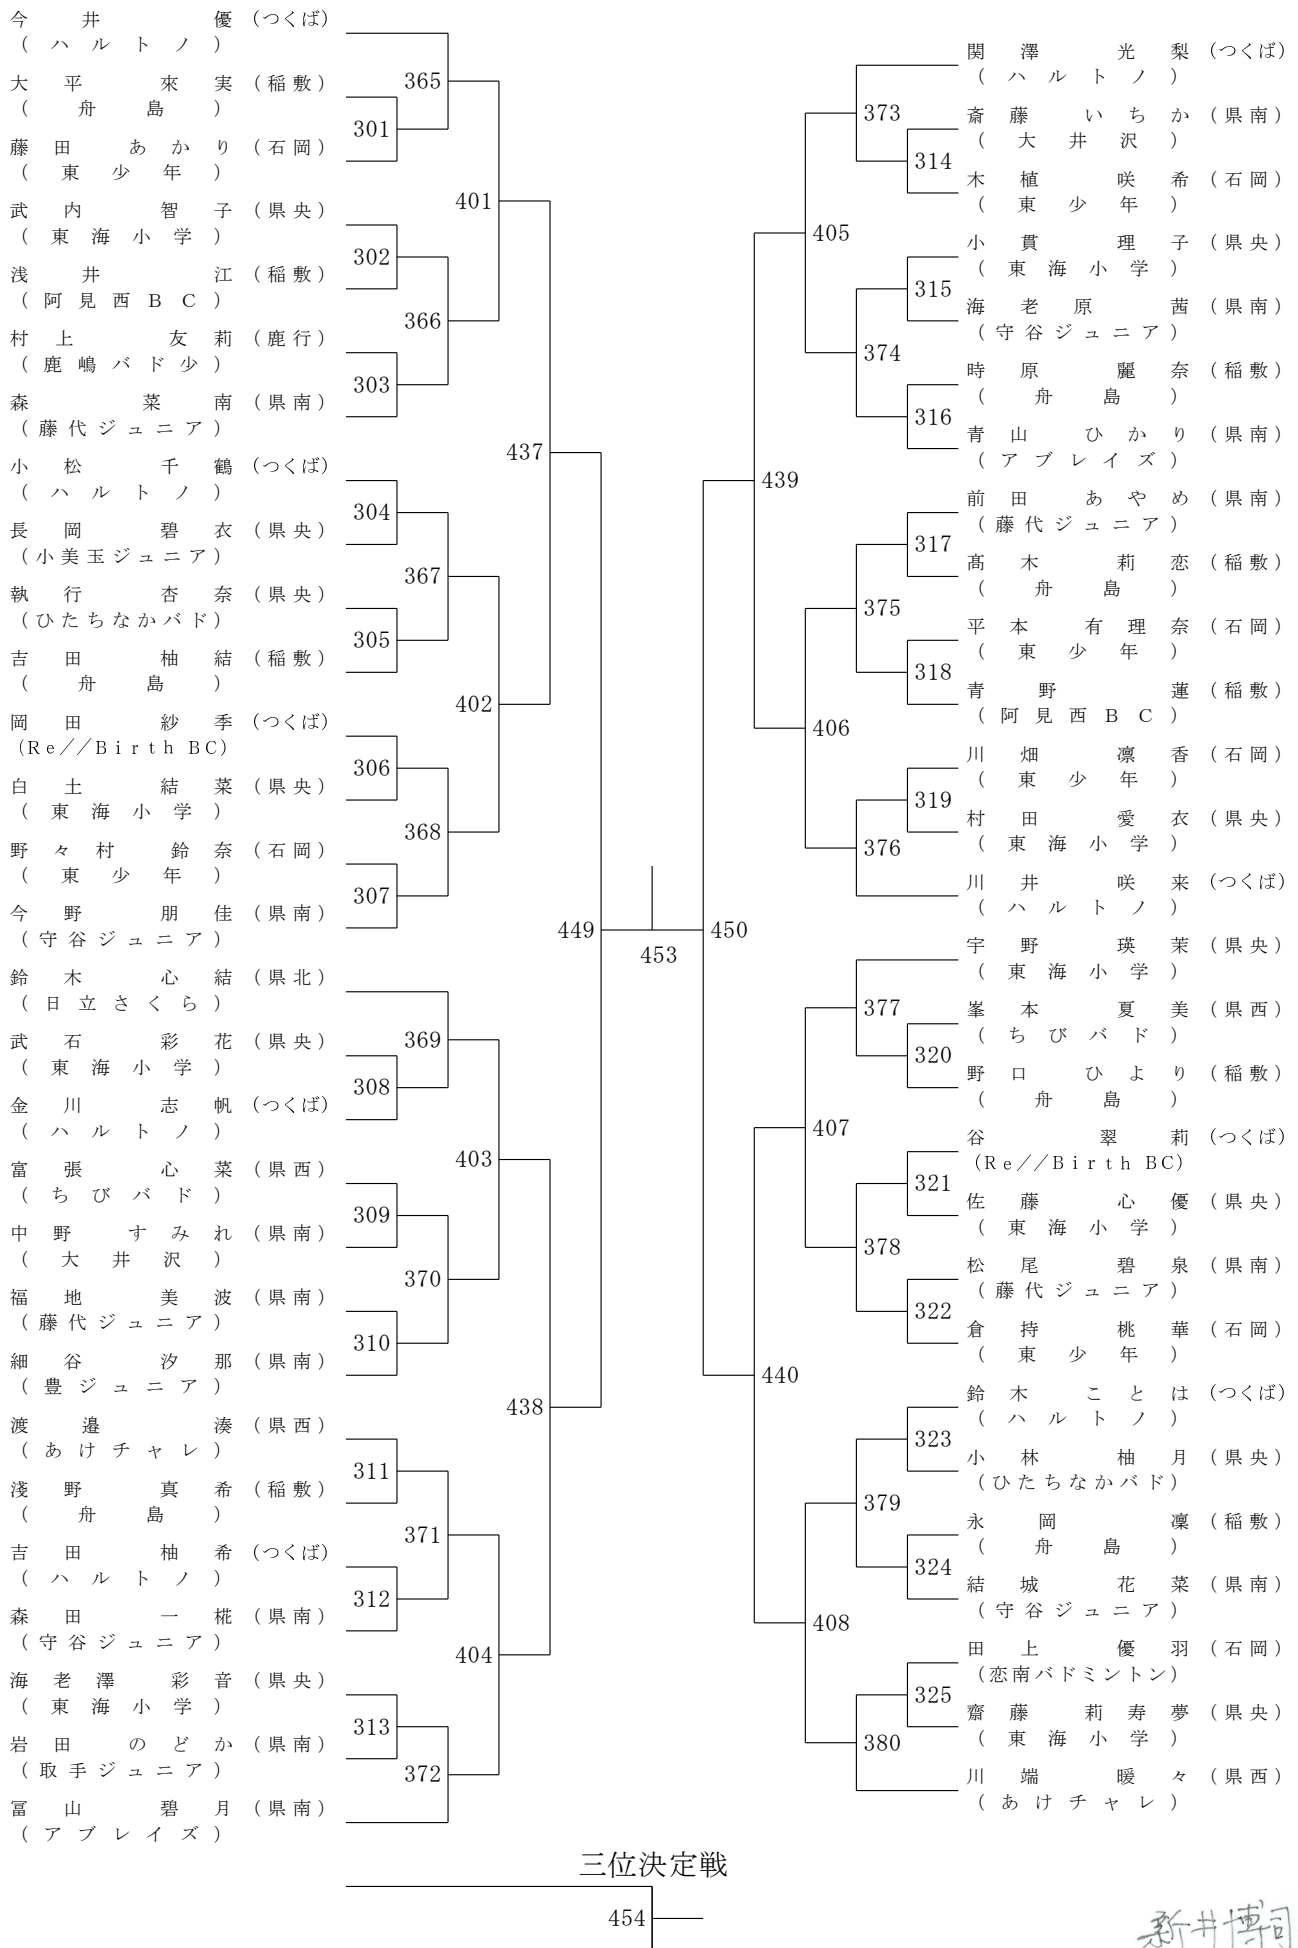 今井 優 (つくば)
(ハルトノ)
大平 來実 (稲敷)
(舟島)
藤田 あかり (石岡)
(東少年)
武内 智子 (県央)
(東海小学)
浅井 江 (稲敷)
(阿見西BC)
村上 友莉 (鹿行)
(鹿嶋バド少)
森 菜南 (県南)
(藤代ジュニア)
小松 千鶴 (つくば)
(ハルトノ)
長岡 碧衣 (県央)
(小美玉ジュニア)
執行 杏奈 (県央)
(ひたちなかバド)
吉田 柚結 (稲敷)
(舟島)
岡田 紗季 (つくば)
(Re//Birth BC)
白土 結菜 (県央)
(東海小学)
野々村 鈴奈 (石岡)
(東少年)
今野 朋佳 (県南)
(守谷ジュニア)
鈴木 心結 (県北)
(日立さくら)
武石 彩花 (県央)
(東海小学)
金川 志帆 (つくば)
(ハルトノ)
富張 心菜 (県西)
(ちびバド)
中野 すみれ (県南)
(大井沢)
福地 美波 (県南)
(藤代ジュニア)
細谷 汐那 (県南)
(豊ジュニア)
渡邉 湊 (県西)
(あけチャレ)
淺野 真希 (稲敷)
(舟島)
吉田 柚希 (つくば)
(ハルトノ)
森田 一椛 (県南)
(守谷ジュニア)
海老澤 彩音 (県央)
(東海小学)
岩田 のどか (県南)
(取手ジュニア)
冨山 碧月 (県南)
(アブレイズ)
301
302
303
304
305
306
307
308
309
310
311
312
313
365
366
367
368
369
370
371
372
401
402
403
404
437
438
449
453
450
439
440
405
406
407
408
373
374
375
376
377
378
379
380
314
315
316
317
318
319
320
321
322
323
324
325
関澤 光梨 (つくば)
(ハルトノ)
斎藤 いちか (県南)
(大井沢)
木植 咲希 (石岡)
(東少年)
小貫 理子 (県央)
(東海小学)
海老原 茜 (県南)
(守谷ジュニア)
時原 麗奈 (稲敷)
(舟島)
青山 ひかり (県南)
(アブレイズ)
前田 あやめ (県南)
(藤代ジュニア)
髙木 莉恋 (稲敷)
(舟島)
平本 有理奈 (石岡)
(東少年)
青野 蓮 (稲敷)
(阿見西BC)
川畑 凛香 (石岡)
(東少年)
村田 愛衣 (県央)
(東海小学)
川井 咲来 (つくば)
(ハルトノ)
宇野 瑛茉 (県央)
(東海小学)
峯本 夏美 (県西)
(ちびバド)
野口 ひより (稲敷)
(舟島)
谷 翠莉 (つくば)
(Re//Birth BC)
佐藤 心優 (県央)
(東海小学)
松尾 碧泉 (県南)
(藤代ジュニア)
倉持 桃華 (石岡)
(東少年)
鈴木 ことは (つくば)
(ハルトノ)
小林 柚月 (県央)
(ひたちなかバド)
永岡 凜 (稲敷)
(舟島)
結城 花菜 (県南)
(守谷ジュニア)
田上 優羽 (石岡)
(恋南バドミントン)
齋藤 莉寿夢 (県央)
(東海小学)
川端 暖々 (県西)
(あけチャレ)
三位決定戦
454
新井博司